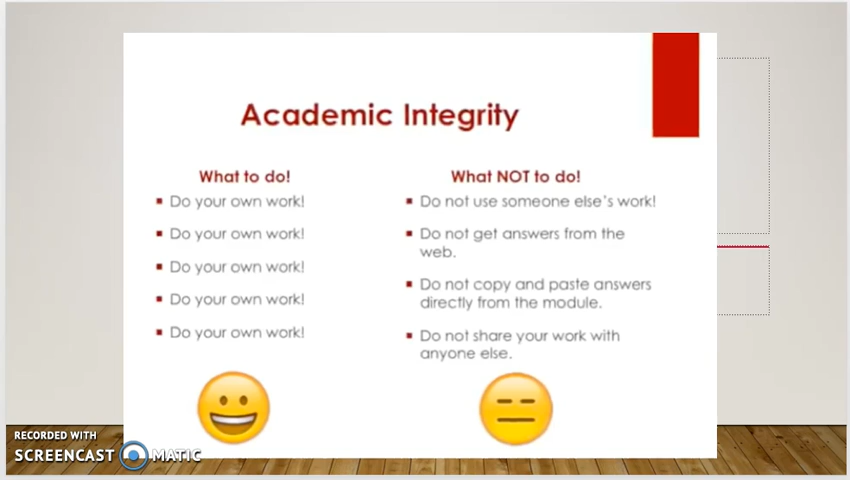 Academic Integrity
What to do!
Do your own work!
Do your own work!
Do your own work!
Do your own work!
Do your own work!
What NOT to do!
Do not use someone else's work!
Do not get answers from the
web.
Do not copy and paste answers
directly from the module.
Do not share your work with
anyone else.
RECORDED WITH
SCREENCAST MATIC